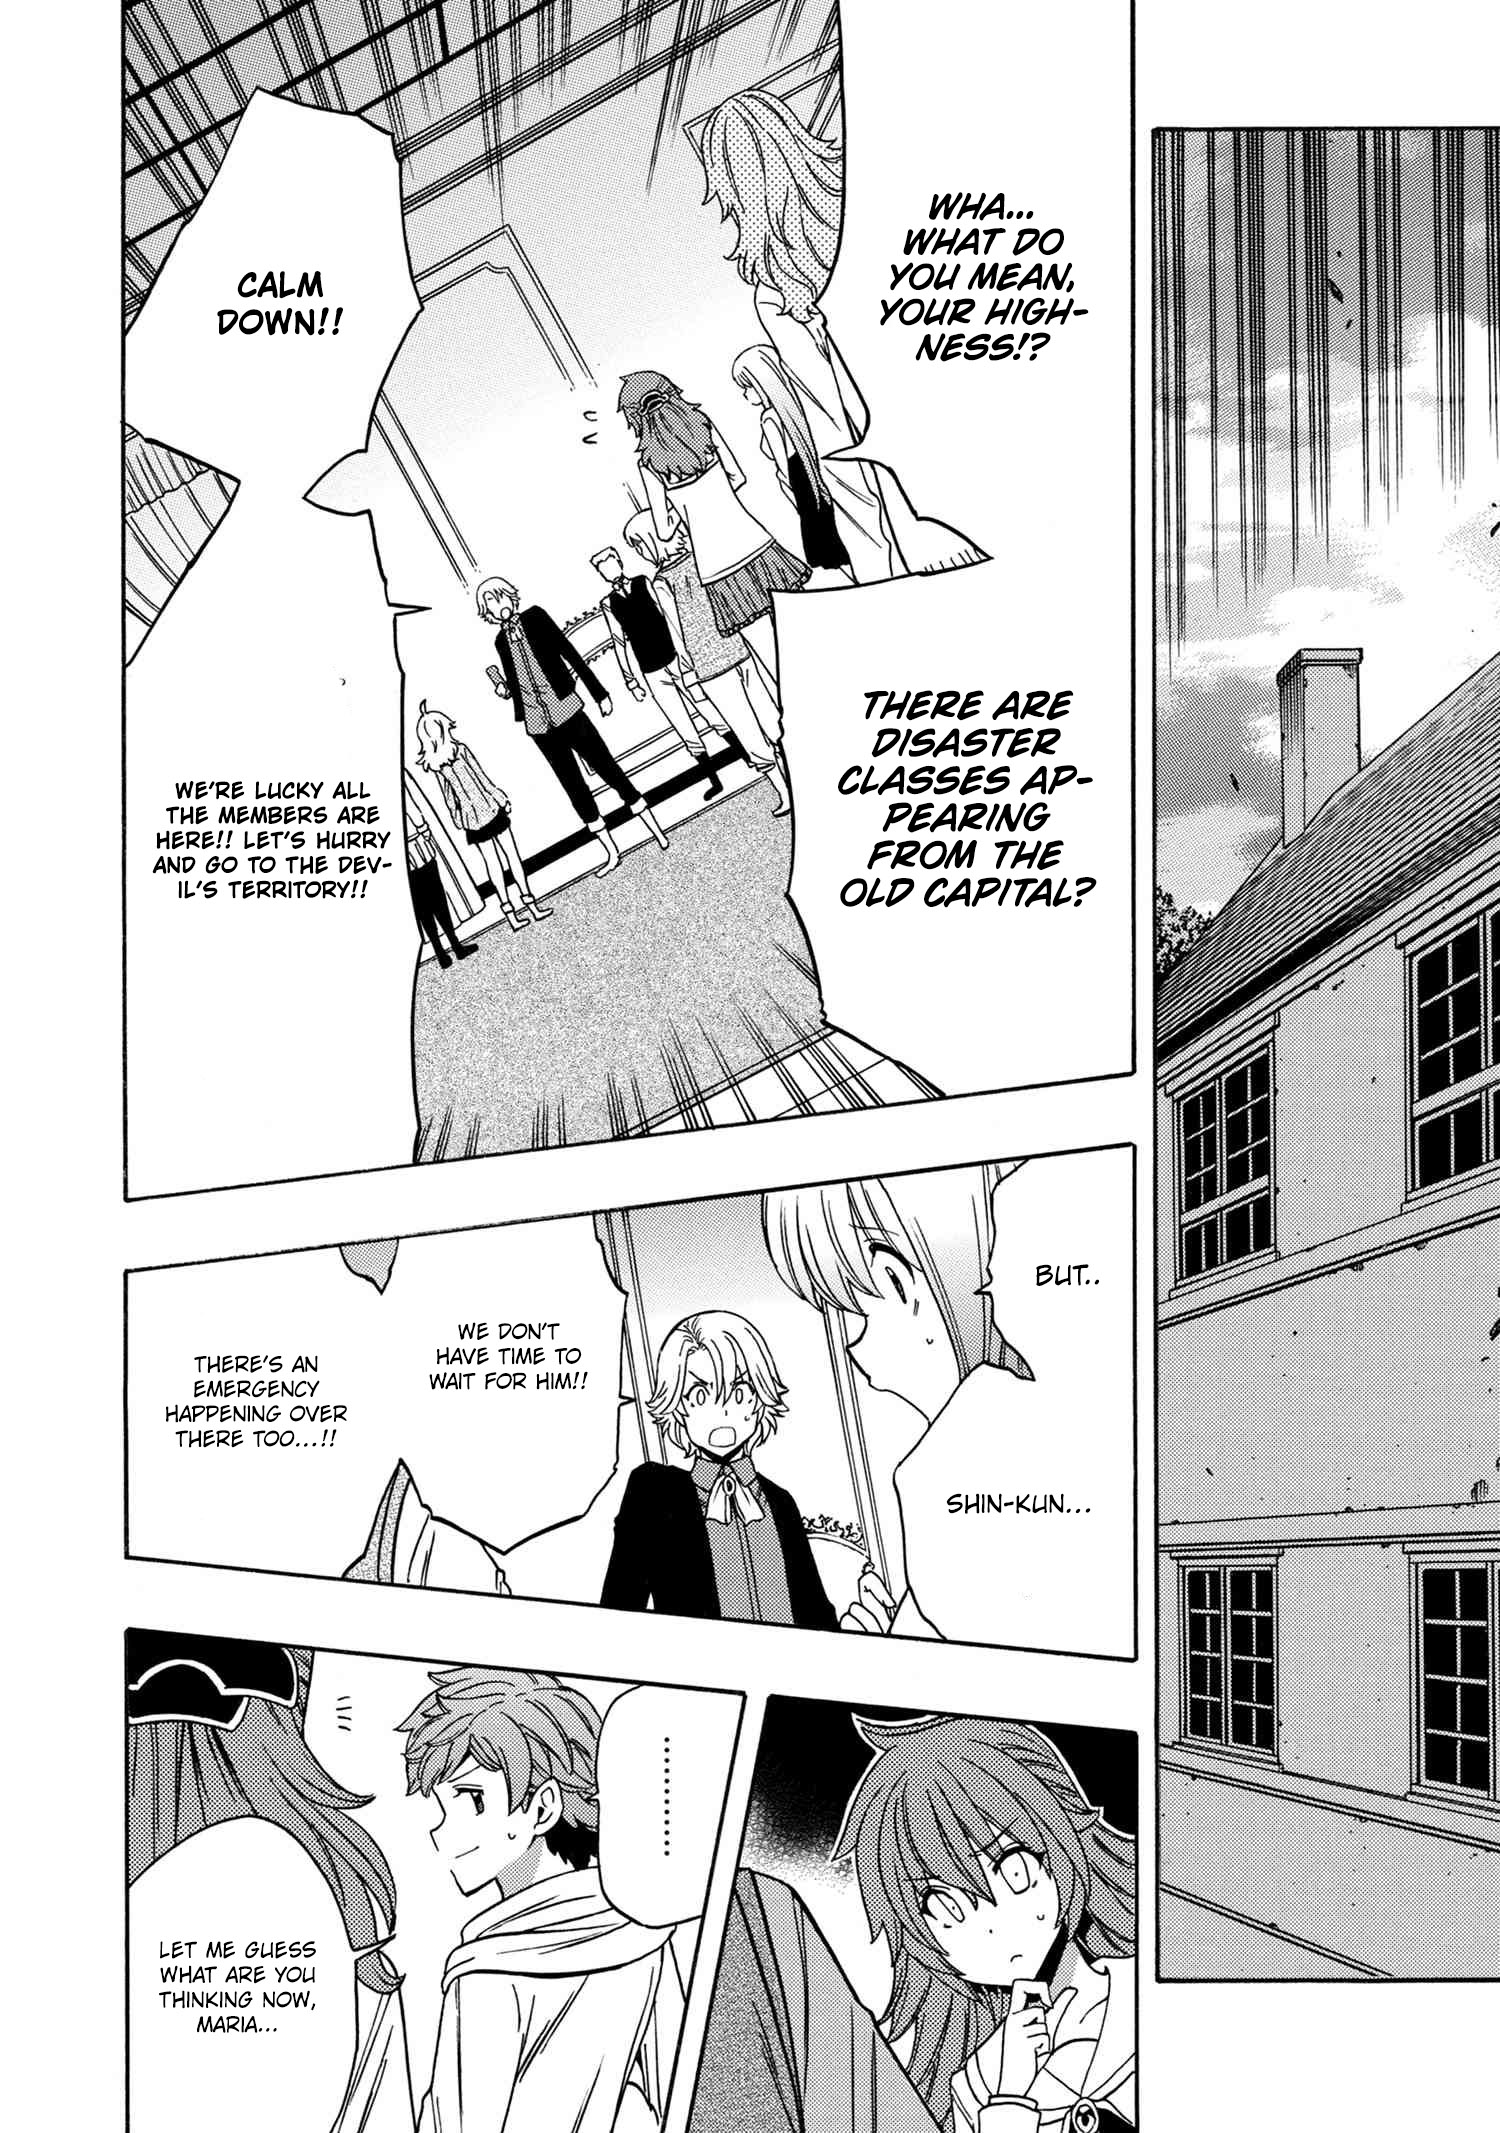 WHA...
WHAT DO
YOU MEAN,
YOUR HIGH-
NESS!?
THERE ARE
DISASTER
CLASSES AP-
PEARING
FROM THE
OLD CAPITAL?
CALM
DOWN!!
WE'RE LUCKY ALL
THE MEMBERS ARE
HERE!! LET'S HURRY
AND GO TO THE DEV-
IL'S TERRITORY!!
BUT..
SHIN-KUN...
WE DON'T
HAVE TIME TO
WAIT FOR HIM!!
THERE'S AN
EMERGENCY
HAPPENING OVER
THERE TOO...!!
.........
LET ME GUESS
WHAT ARE YOU
THINKING NOW,
MARIA...